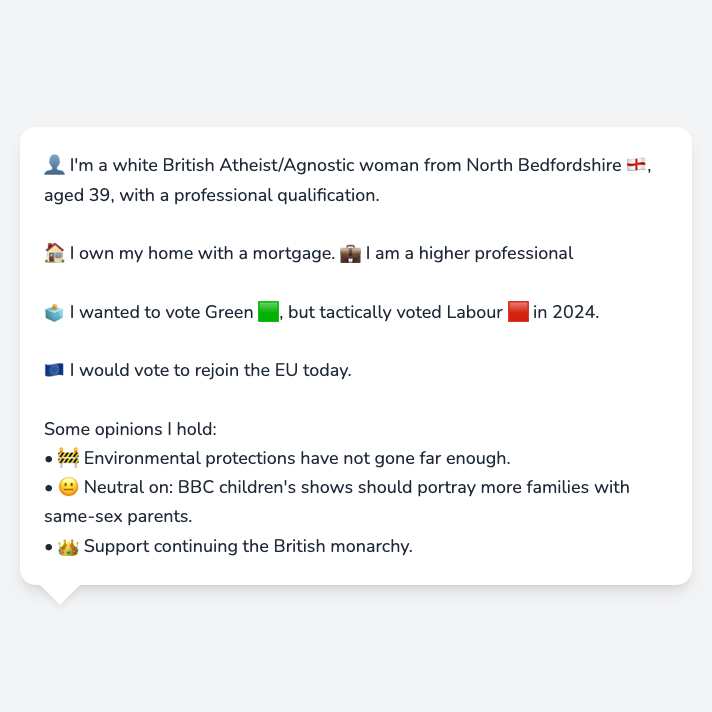 👤 I'm a white British Atheist/Agnostic woman from North Bedfordshire 🏴󠁧󠁢󠁥󠁮󠁧󠁿,
aged 39, with a professional qualification.
🏠 I own my home with a mortgage. 💼 I am a higher professional
🗳️ I wanted to vote Green 🟩, but tactically voted Labour 🟥 in 2024.
🇪🇺 I would vote to rejoin the EU today.
Some opinions I hold:
• 🚧 Environmental protections have not gone far enough.
• 😐 Neutral on: BBC children's shows should portray more families with
same-sex parents.
• 👑 Support continuing the British monarchy.